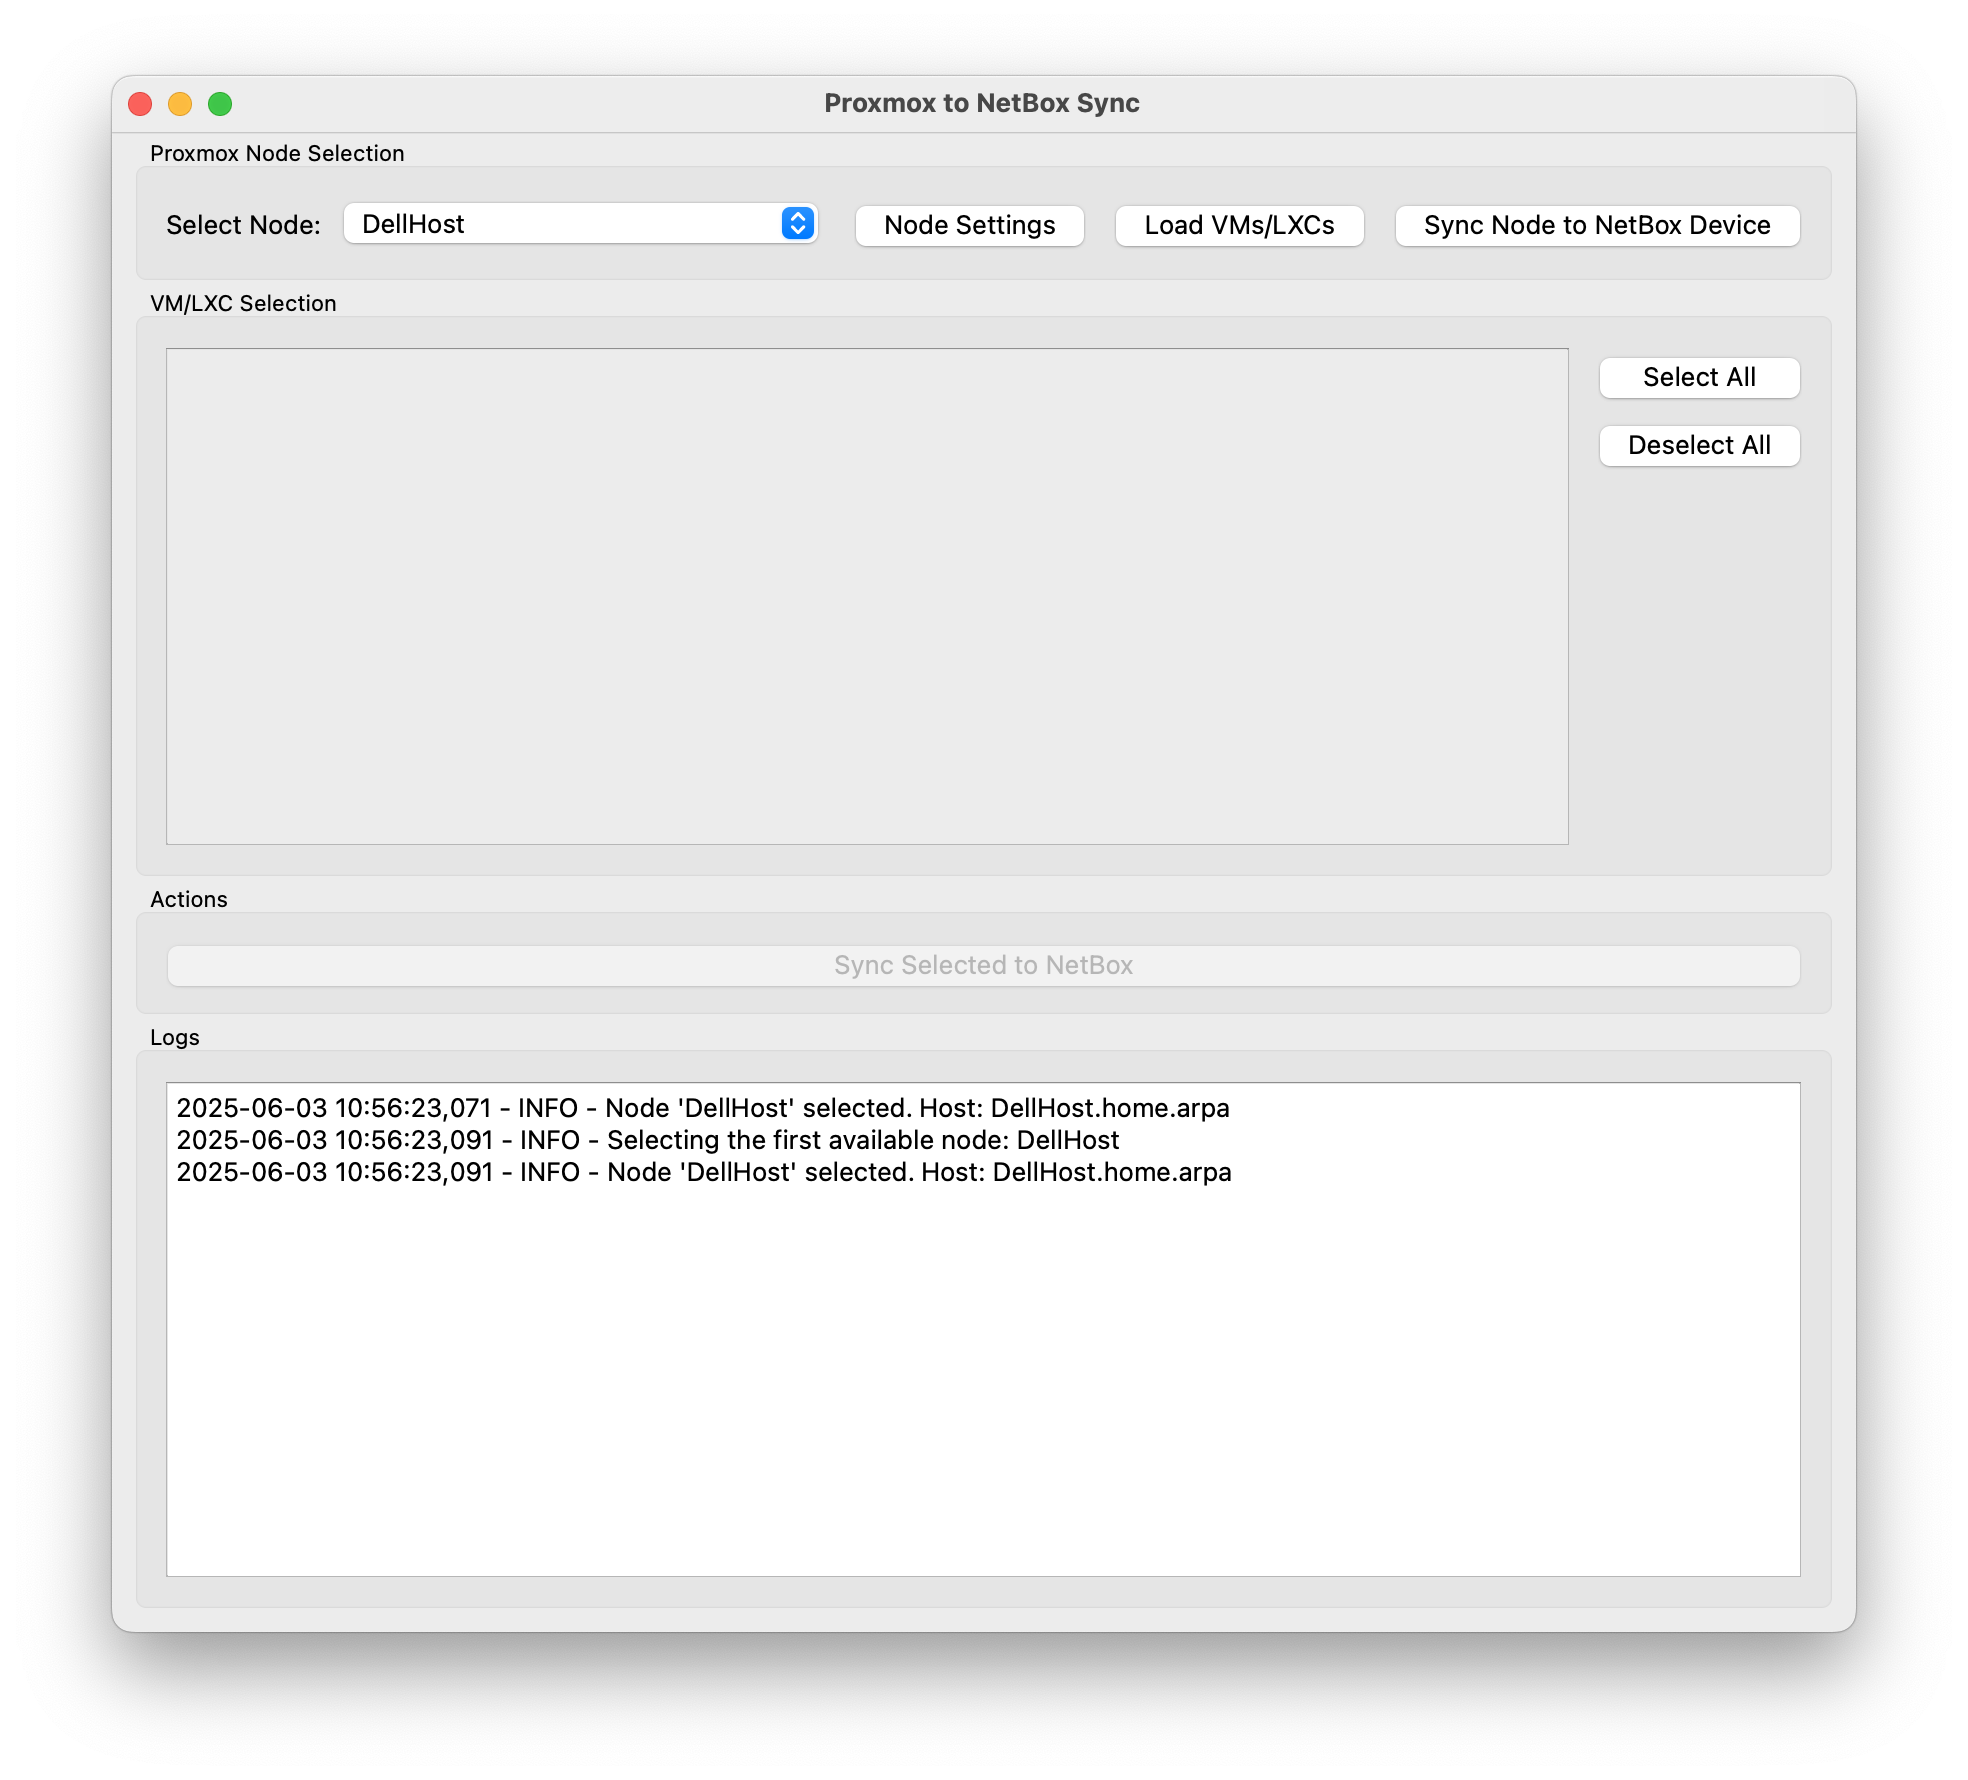 Proxmox to NetBox Sync
Proxmox Node Selection
Select Node: DellHost Node Settings Load VMs/LXCs Sync Node to NetBox Device
VM/LXC Selection
Select All
Deselect All
Actions
Sync Selected to NetBox
Logs
2025-06-03 10:56:23,071 - INFO - Node 'DellHost' selected. Host: DellHost.home.arpa
2025-06-03 10:56:23,091 - INFO - Selecting the first available node: DellHost
2025-06-03 10:56:23,091 - INFO - Node 'DellHost' selected. Host: DellHost.home.arpa